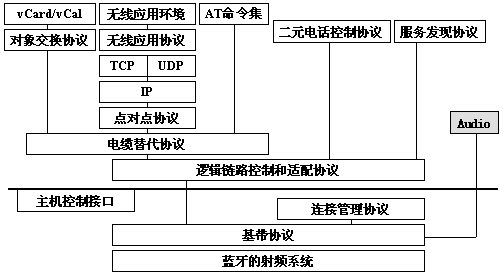 vCard/vCal
无线应用环境
AT命令集
对象交换协议
无线应用协议
二元电话控制协议
服务发现协议
TCP
UDP
IP
点对点协议
Audio
电缆替代协议
逻辑链路控制和适配协议
主机控制接口
连接管理协议
基带协议
蓝牙的射频系统